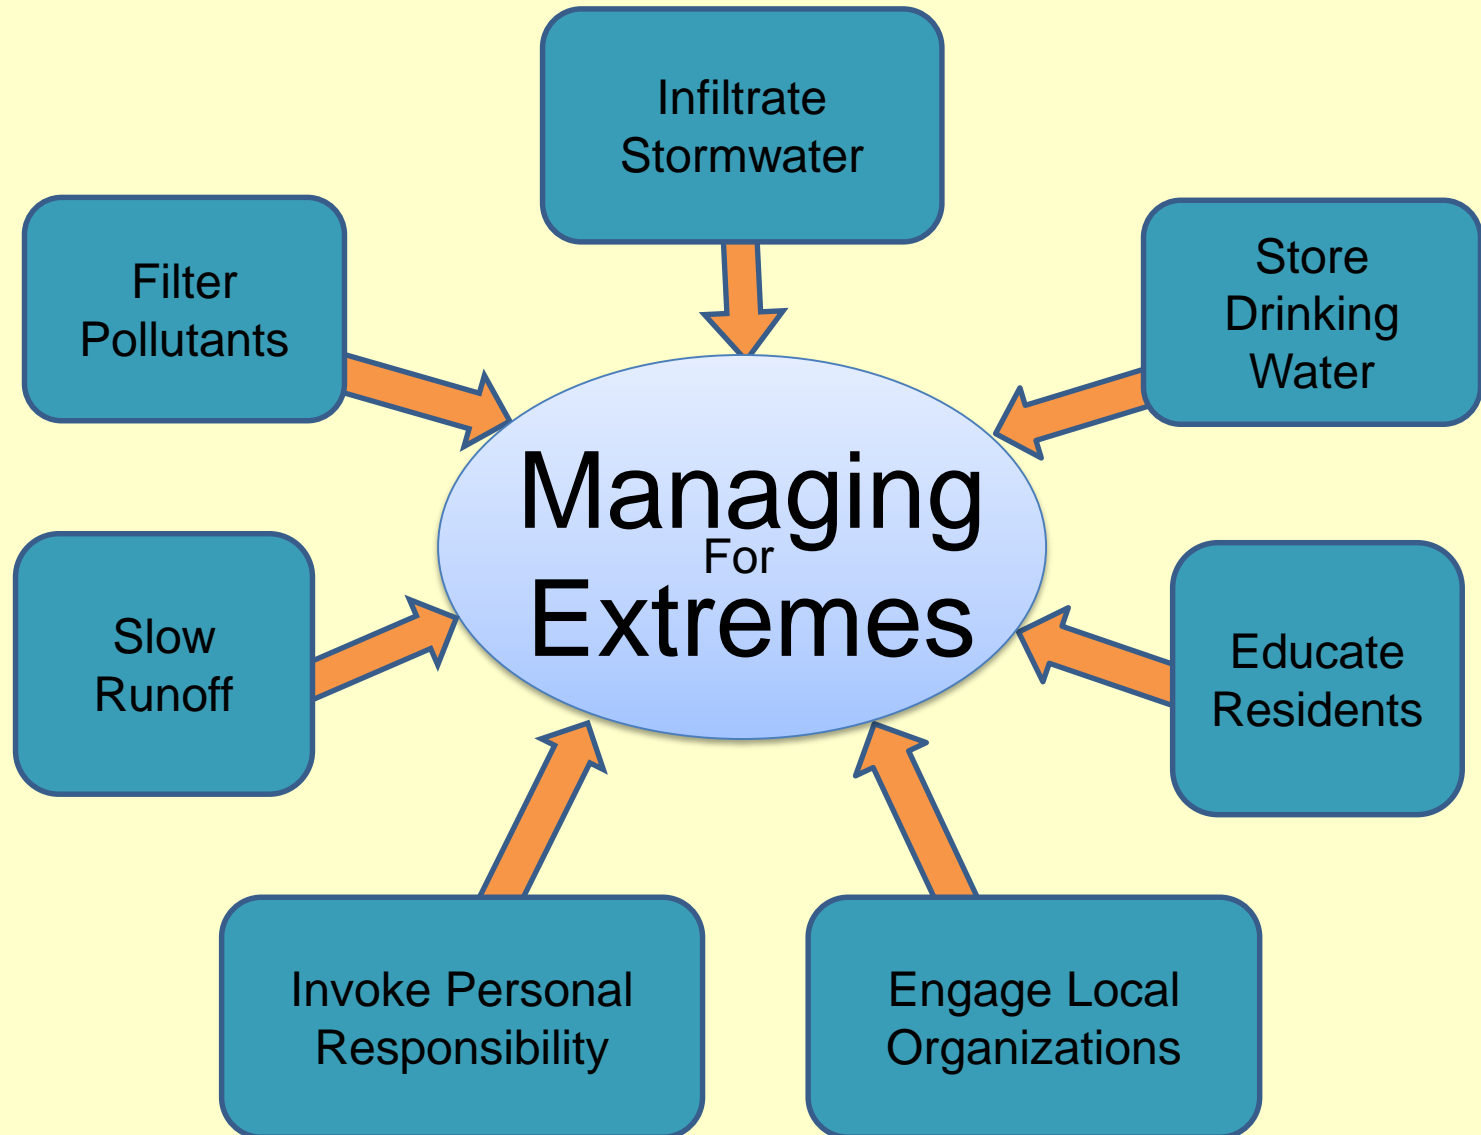 Infiltrate
Stormwater
Filter
Pollutants
Store
Drinking
Water
Managing
For
Extremes
Slow
Runoff
Educate
Residents
Invoke Personal
Responsibility
Engage Local
Organizations